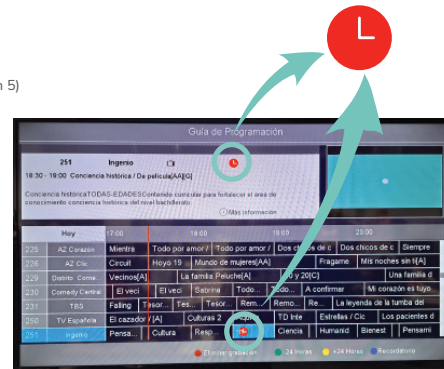 n 5)
Guía de Programación
251 Ingenio
18:30 - 19:00 Conciencia histórica / De película[AA][G]
Conciencia históricaTODAS-EDADESContenido curricular para fortalecer el area de
conocimiento conciencia histórica del nivel bachillerato.
Más información
Hoy 17:00 18:00 19:00 20:00
225 AZ Corazón Mientra Todo por amor / Todo por amor / Dos chicos de c Dos chicos de c Siempre
226 AZ Clic Circuit Hoyo 19 Mundo de mujeres[AA] Fragame Mis noches sin ti[A]
229 Distrito Come... Vecinos[A] La familia Peluche[A] y 20[C] Una familia d
230 Comedy Central El veci El veci Sabrina Todo... Todo... A confirmar Mi corazón es tuyo
231 TBS Falling Tesor... Tes... Tesor... Rem... Remo... Re... La leyenda de la tumba del
250 TV Española El cazador / [A] Culturas 2 TD Inte Estrellas / Cic Los pacientes d
251 Ingenio Pensa... Cultura Resp... Ciencia Humanid Bienest Pensami
Eliminar grabación -24 Horas +24 Horas Recordatorio